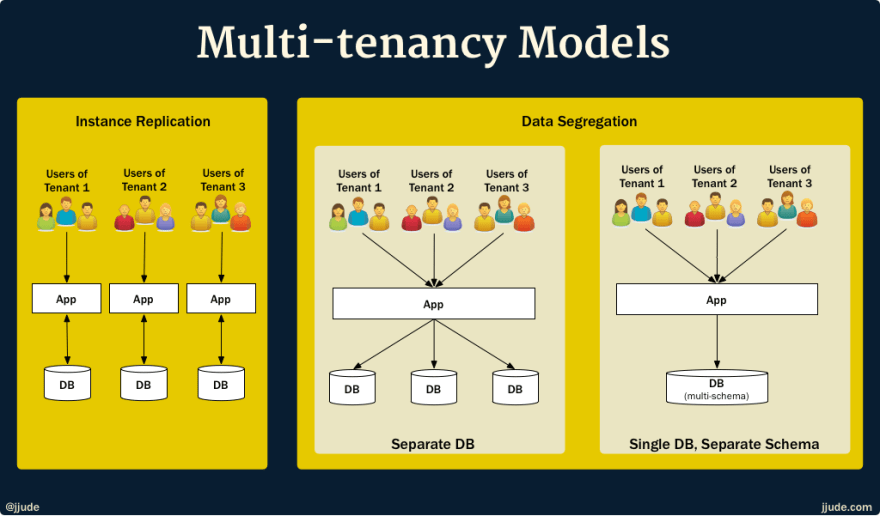 Multi-tenancy Models
Instance Replication
Users of
Tenant 1
Users of
Tenant 2
Users of
Tenant 3
App
App
App
DB
DB
DB
Data Segregation
Users of
Tenant 1
Users of
Tenant 2
Users of
Tenant 3
App
DB
DB
DB
Separate DB
Users of
Tenant 1
Users of
Tenant 2
Users of
Tenant 3
App
DB
(multi-schema)
Single DB, Separate Schema
@jjude
jjude.com